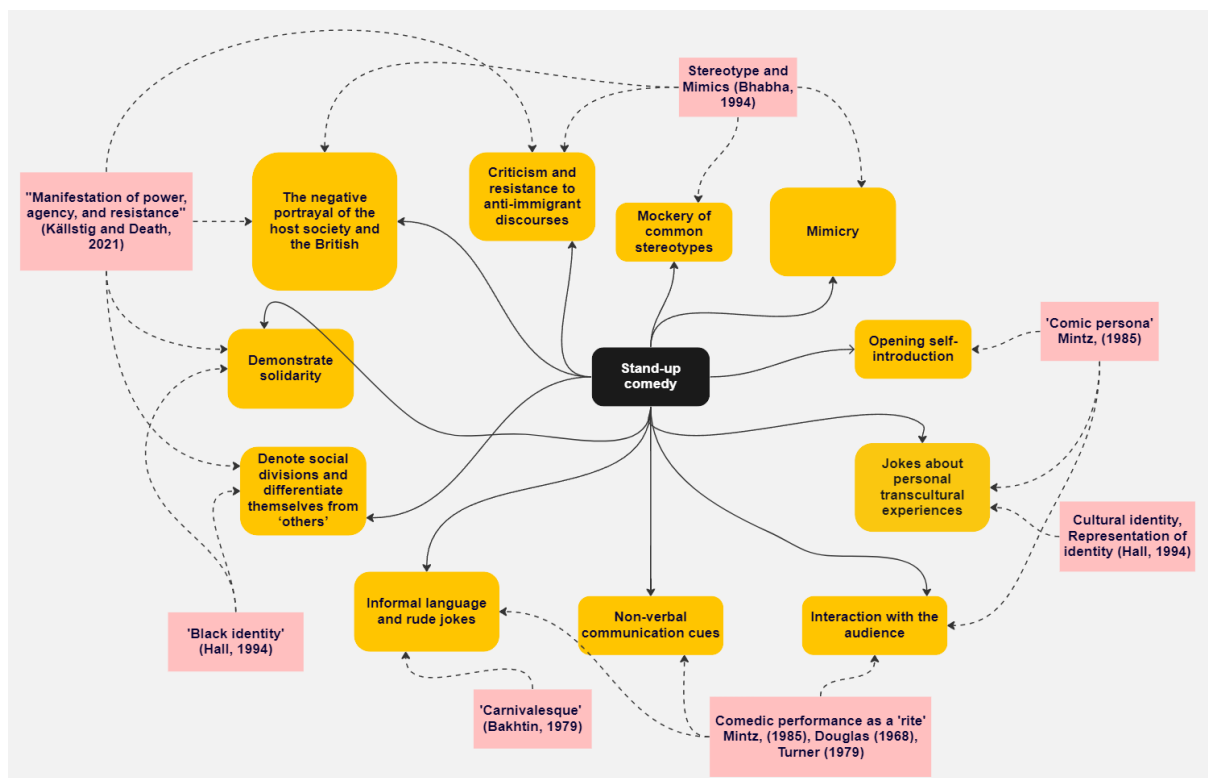 Stereotype and
Mimics (Bhabha,
1994)
"Manifestation of power,
agency, and resistance"
(Källstig and Death,
2021)
The negative
portrayal of the
host society and
the British
Criticism and
resistance to
anti-immigrant
discourses
Mockery of
common
stereotypes
Mimicry
'Comic persona'
Mintz, (1985)
Opening self-
introduction
Stand-up
comedy
Demonstrate
solidarity
Denote social
divisions and
differentiate
themselves from
‘others’
Jokes about
personal
transcultural
experiences
Cultural identity,
Representation of
identity (Hall, 1994)
'Black identity'
(Hall, 1994)
Informal language
and rude jokes
Non-verbal
communication cues
Interaction with the
audience
'Carnivalesque'
(Bakhtin, 1979)
Comedic performance as a 'rite'
Mintz, (1985), Douglas (1968),
Turner (1979)